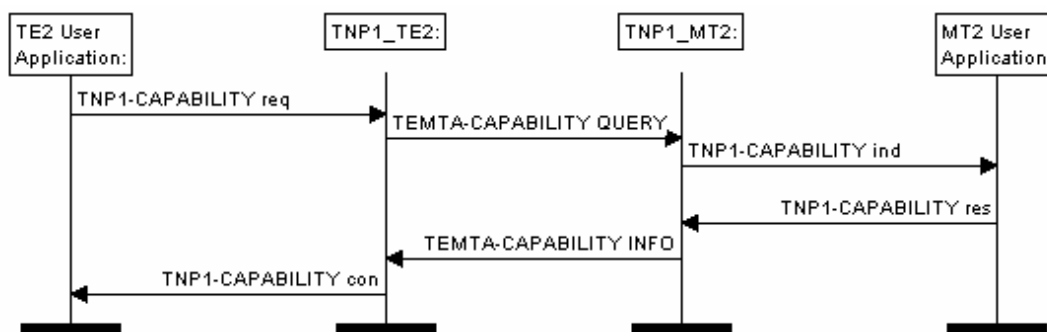 TE2 User
Application:
TNP1_TE2:
TNP1_MT2:
MT2 User
Application
TNP1-CAPABILITY req
TEMTA-CAPABILITY QUERY
TNP1-CAPABILITY ind
TNP1-CAPABILITY res
TEMTA-CAPABILITY INFO
TNP1-CAPABILITY con